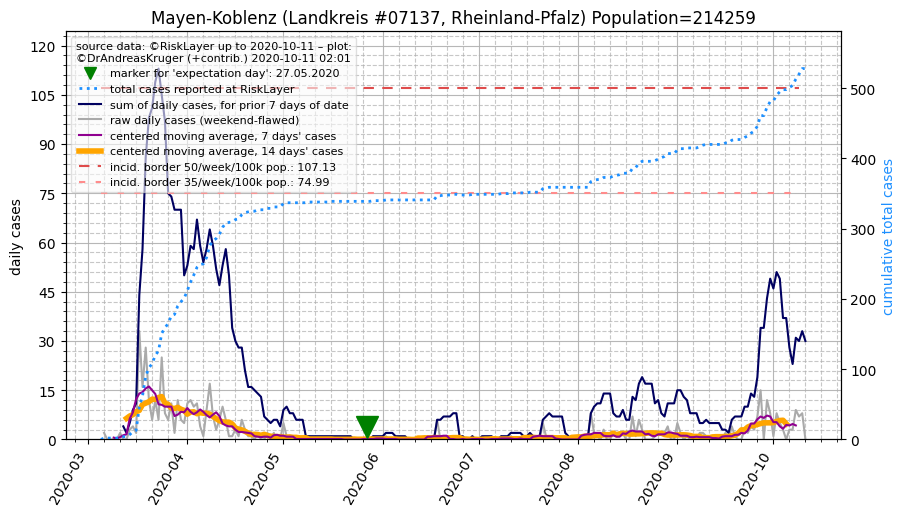 Mayen-Koblenz (Landkreis #07137, Rheinland-Pfalz) Population=214259
source data: ©RiskLayer up to 2020-10-11 – plot:
©DrAndreasKruger (+contrib.) 2020-10-11 02:01
marker for 'expectation day': 27.05.2020
total cases reported at RiskLayer
sum of daily cases, for prior 7 days of date
raw daily cases (weekend-flawed)
centered moving average, 7 days' cases
centered moving average, 14 days' cases
incid. border 50/week/100k pop.: 107.13
incid. border 35/week/100k pop.: 74.99
daily cases
120
105
90
75
60
45
30
15
0
cumulative total cases
500
400
300
200
100
0
2020-03
2020-04
2020-05
2020-06
2020-07
2020-08
2020-09
2020-10